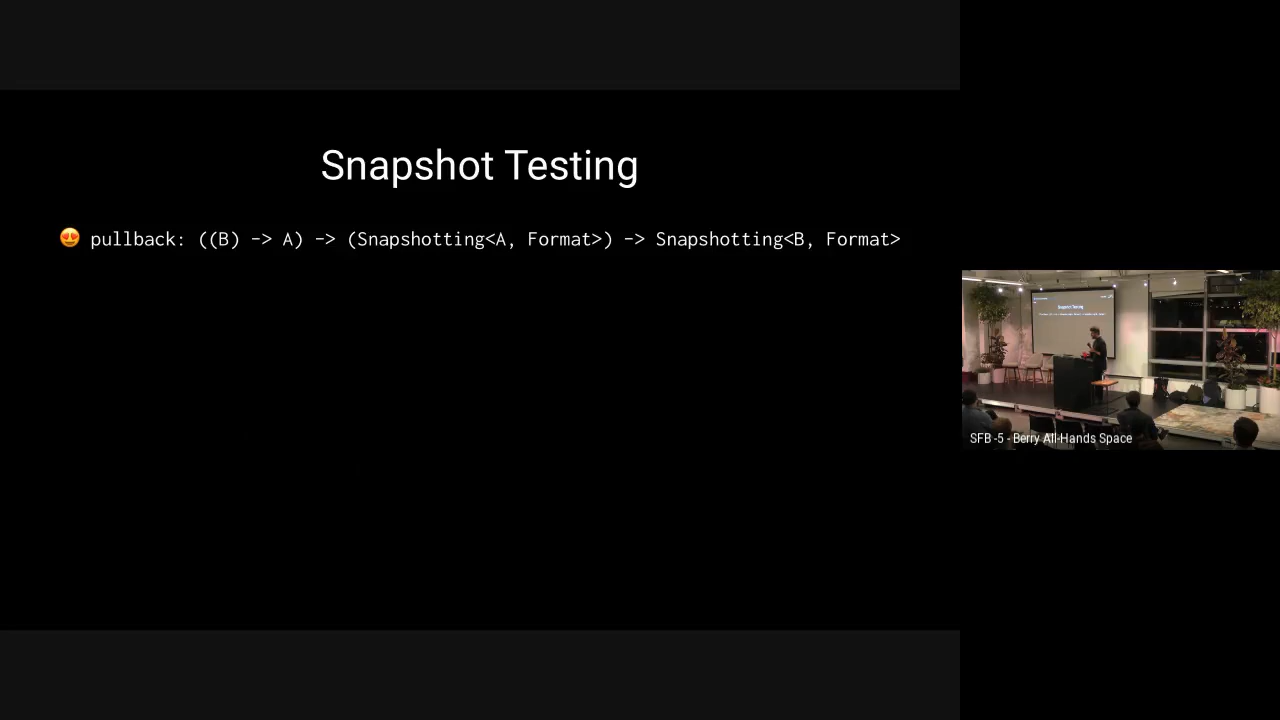 Snapshot Testing
😍 pullback: ((B) -> A) -> (Snapshotting<A, Format>) -> Snapshotting<B, Format>
SFB -5 - Berry All-Hands Space